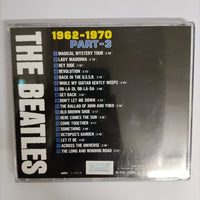 THE BEATLES
1962-1970
PART-3
MAGICAL MYSTERY TOUR
LADY MADONNA
HEY JUDE
REVOLUTION
BACK IN THE U.S.S.R.
WHILE MY GUITAR GENTLY WEEPS
OB-LA-DI, OB-LA-DA
GET BACK
DON'T LET ME DOWN
THE BALLAD OF JOHN AND YOKO
OLD BROWN SHOE
HERE COMES THE SUN
COME TOGETHER
SOMETHING
OCTOPUS'S GARDEN
LET IT BE
ACROSS THE UNIVERSE
THE LONG AND WINDING ROAD